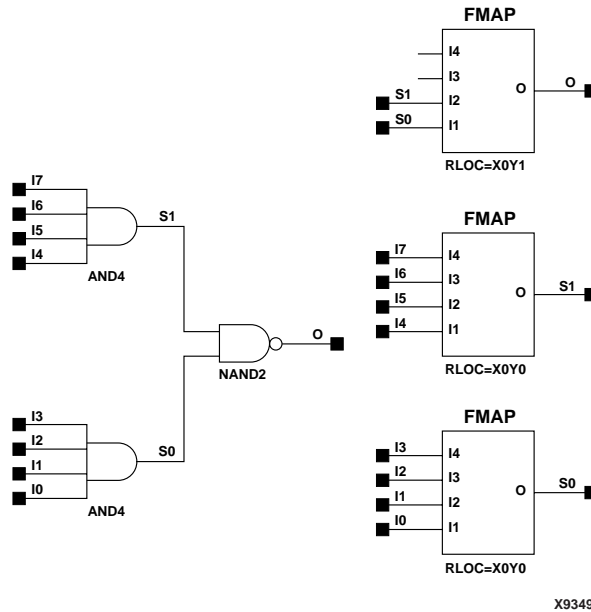 FMAP
I4
I3
S1 I2 O O
S0 I1
RLOC=X0Y1
I7
I6 S1
I5
I4
AND4
O
NAND2
I3
I2
I1 S0
I0
AND4
FMAP
I7 I4
I6 I3
I5 I2 O S1
I4 I1
RLOC=X0Y0
FMAP
I3 I4
I2 I3
I1 I2 O S0
I0 I1
RLOC=X0Y0
X9349